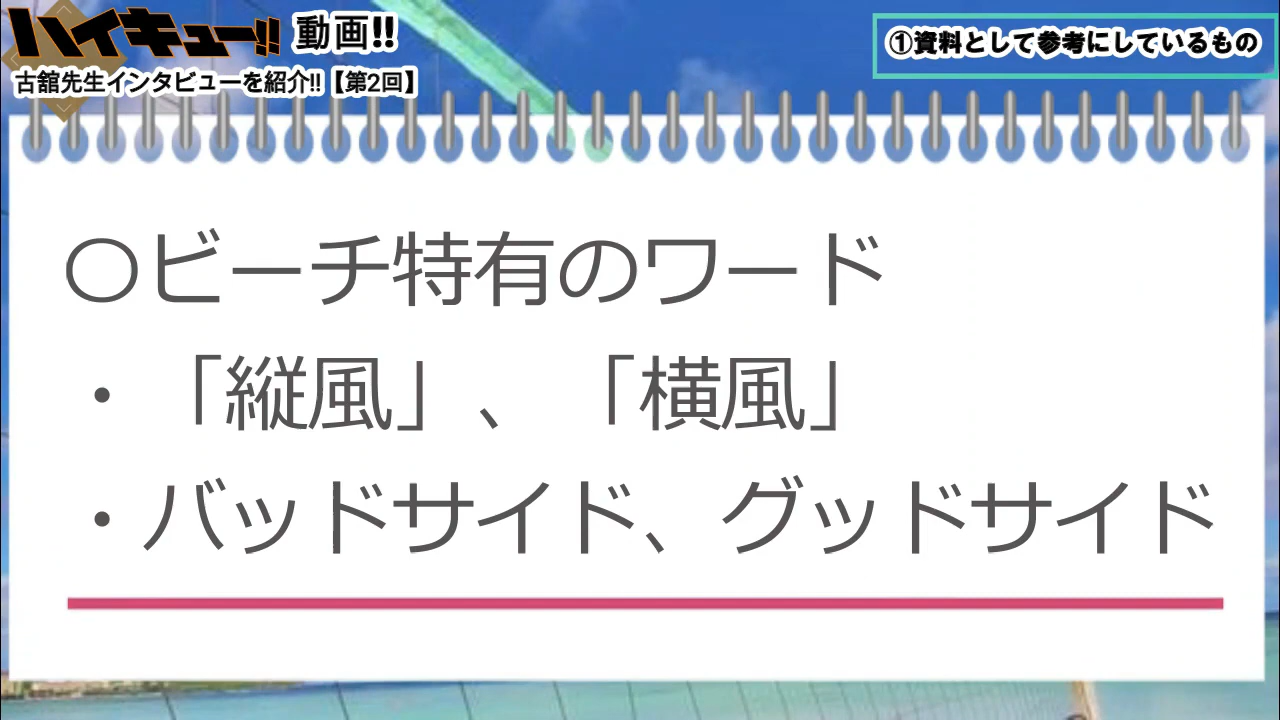 ハイキュー!! 動画!!
古舘先生インタビューを紹介!!【第2回】
①資料として参考にしているもの
〇ビーチ特有のワード
・「縦風」、「横風」
・バッドサイド、グッドサイド